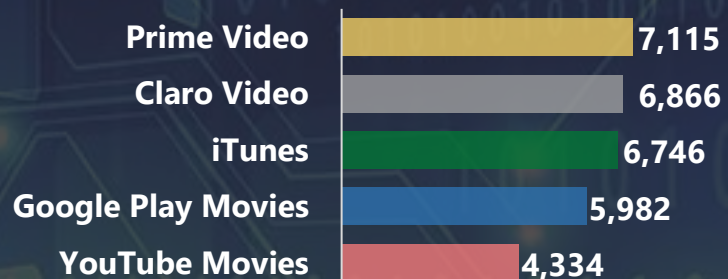 Prime Video 7,115
Claro Video 6,866
iTunes 6,746
Google Play Movies 5,982
YouTube Movies 4,334